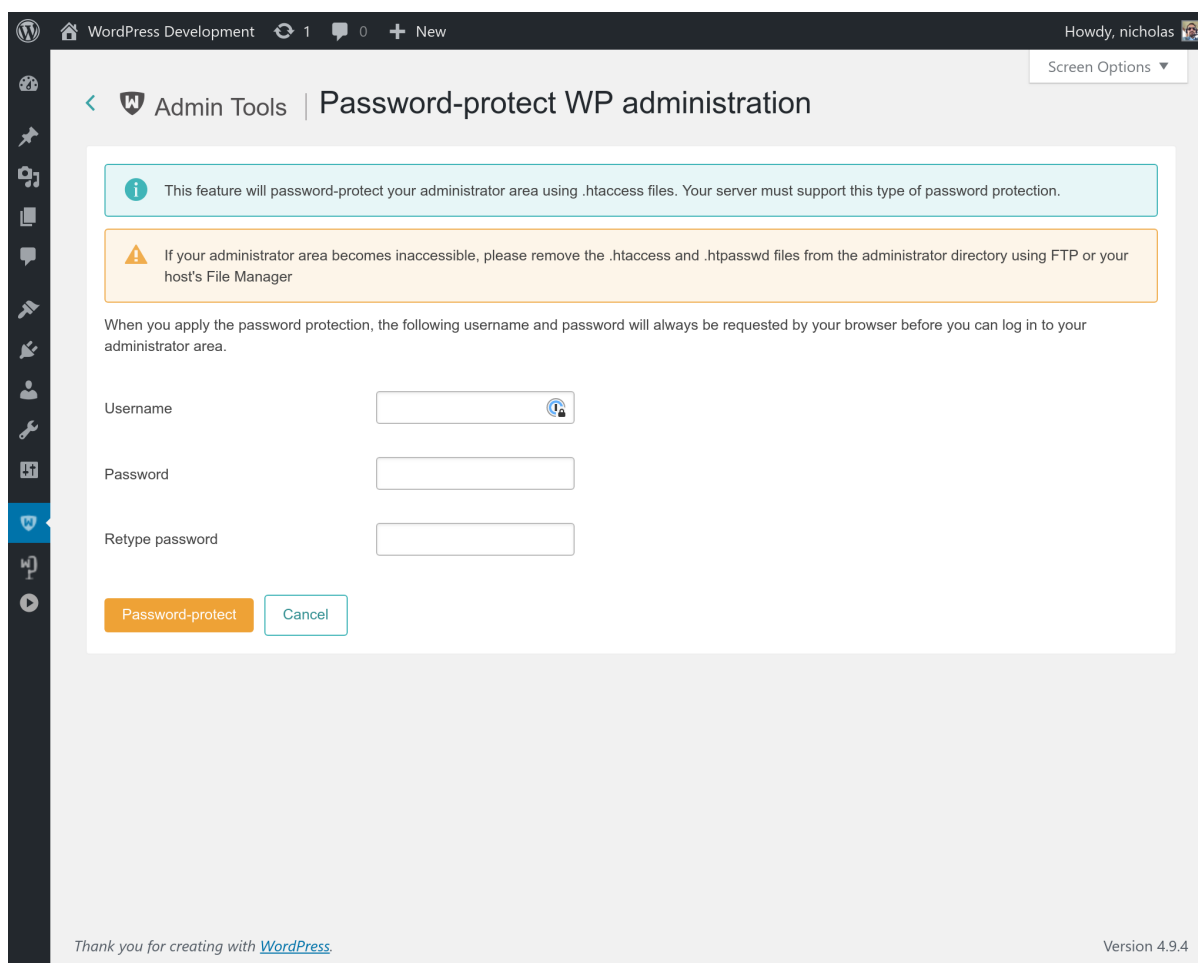 WordPress Development 1 0 New Howdy, nicholas
Screen Options
Admin Tools | Password-protect WP administration
This feature will password-protect your administrator area using .htaccess files. Your server must support this type of password protection.
If your administrator area becomes inaccessible, please remove the .htaccess and .htpasswd files from the administrator directory using FTP or your
host's File Manager
When you apply the password protection, the following username and password will always be requested by your browser before you can log in to your
administrator area.
Username
Password
Retype password
Password-protect Cancel
Thank you for creating with WordPress. Version 4.9.4